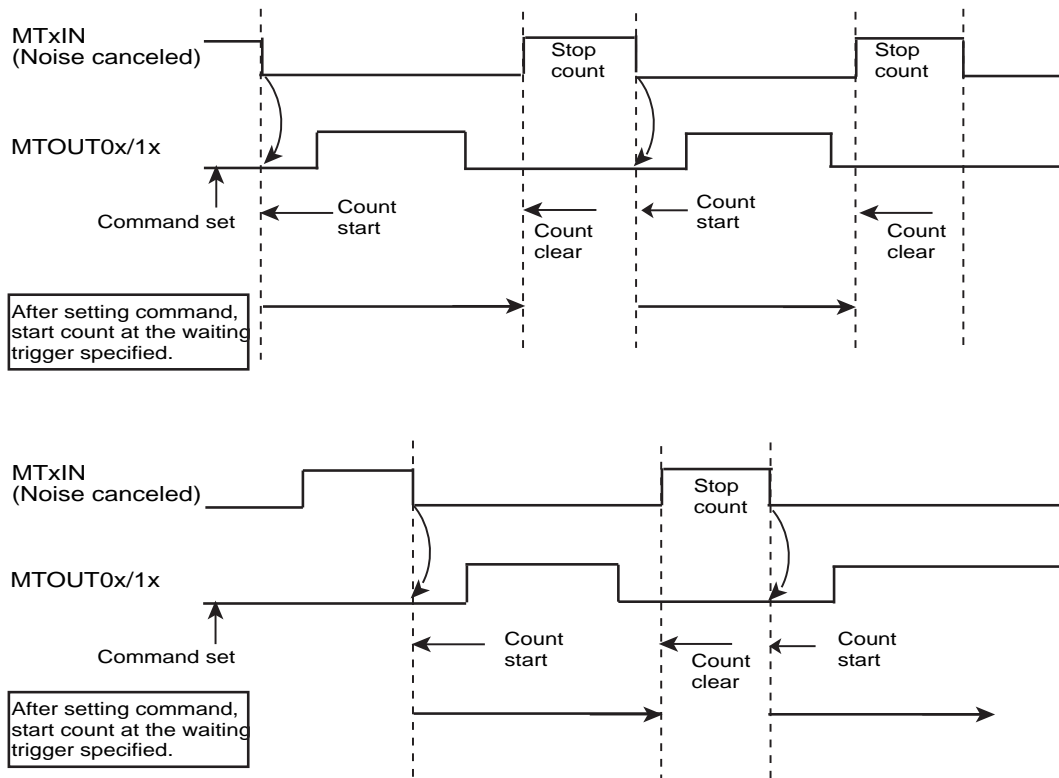 MTxIN
(Noise canceled)
Stop
count
Stop
count
MTOUT0x/1x
Command set
Count
start
Count
clear
Count
start
Count
clear
After setting command,
start count at the waiting
trigger specified.
MTxIN
(Noise canceled)
Stop
count
MTOUT0x/1x
Command set
Count
start
Count
clear
Count
start
After setting command,
start count at the waiting
trigger specified.